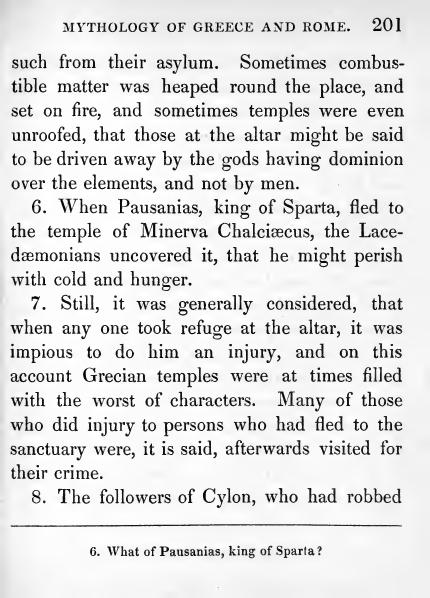 MYTHOLOGY OF GREECE AND ROME. 201
such from their asylum. Sometimes combus-
tible matter was heaped round the place, and
set on fire, and sometimes temples were even
unroofed, that those at the altar might be said
to be driven away by the gods having dominion
over the elements, and not by men.
6. When Pausanias, king of Sparta, fled to
the temple of Minerva Chalciæcus, the Lace-
dæmonians uncovered it, that he might perish
with cold and hunger.
7. Still, it was generally considered, that
when any one took refuge at the altar, it was
impious to do him an injury, and on this
account Grecian temples were at times filled
with the worst of characters. Many of those
who did injury to persons who had fled to the
sanctuary were, it is said, afterwards visited for
their crime.
8. The followers of Cylon, who had robbed
6. What of Pausanias, king of Sparta?